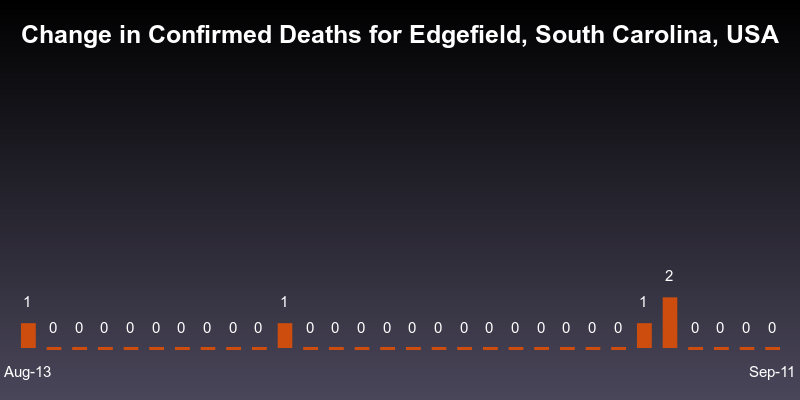 Change in Confirmed Deaths for Edgefield, South Carolina, USA
2
1 1 1
0 0 0 0 0 0 0 0 0 0 0 0 0 0 0 0 0 0 0 0 0 0 0 0 0 0
Aug-13 Sep-11